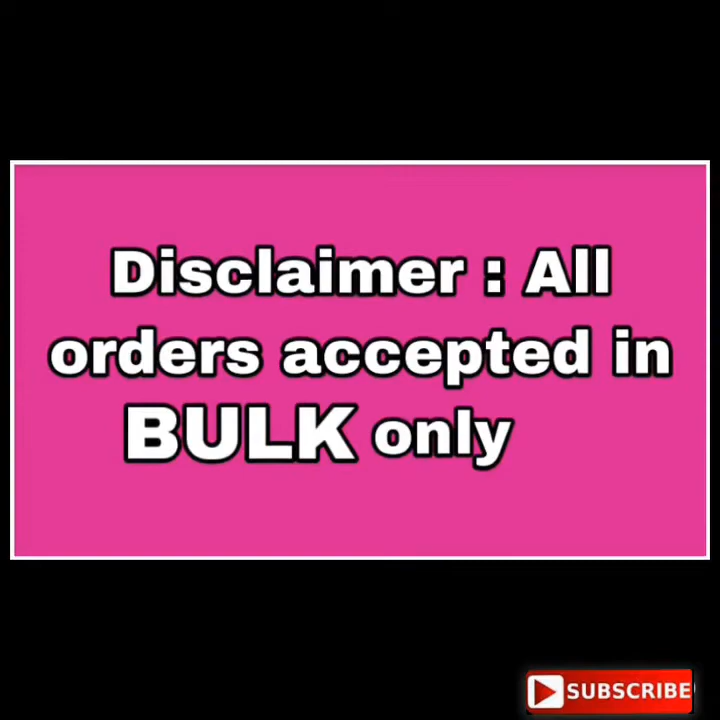 Disclaimer : All
orders accepted in
BULK only
SUBSCRIBE